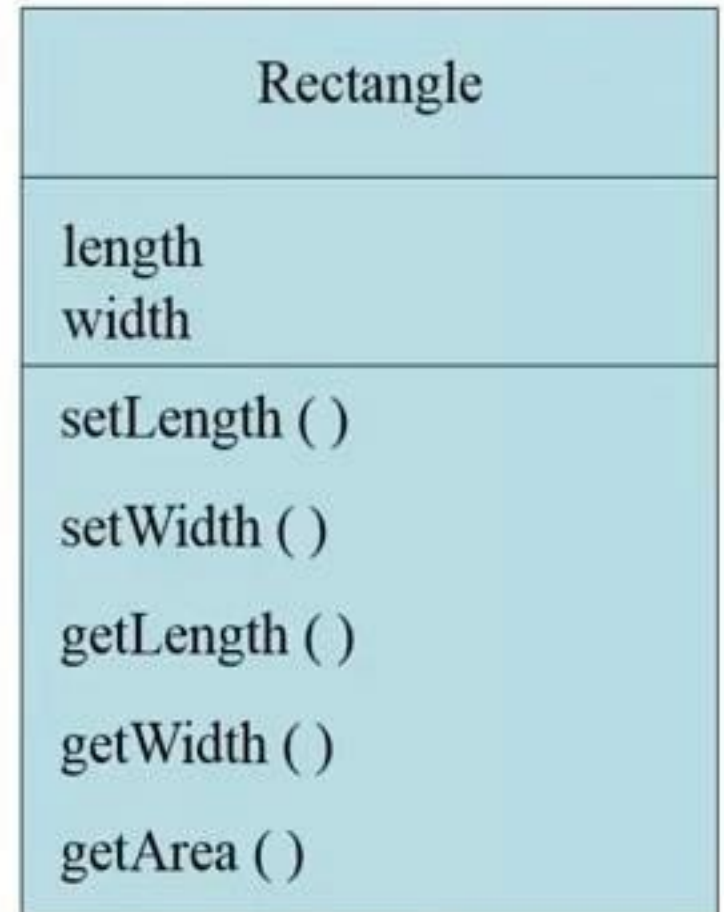 Rectangle
length
width
setLength ( )
setWidth ( )
getLength ( )
getWidth ( )
getArea ( )